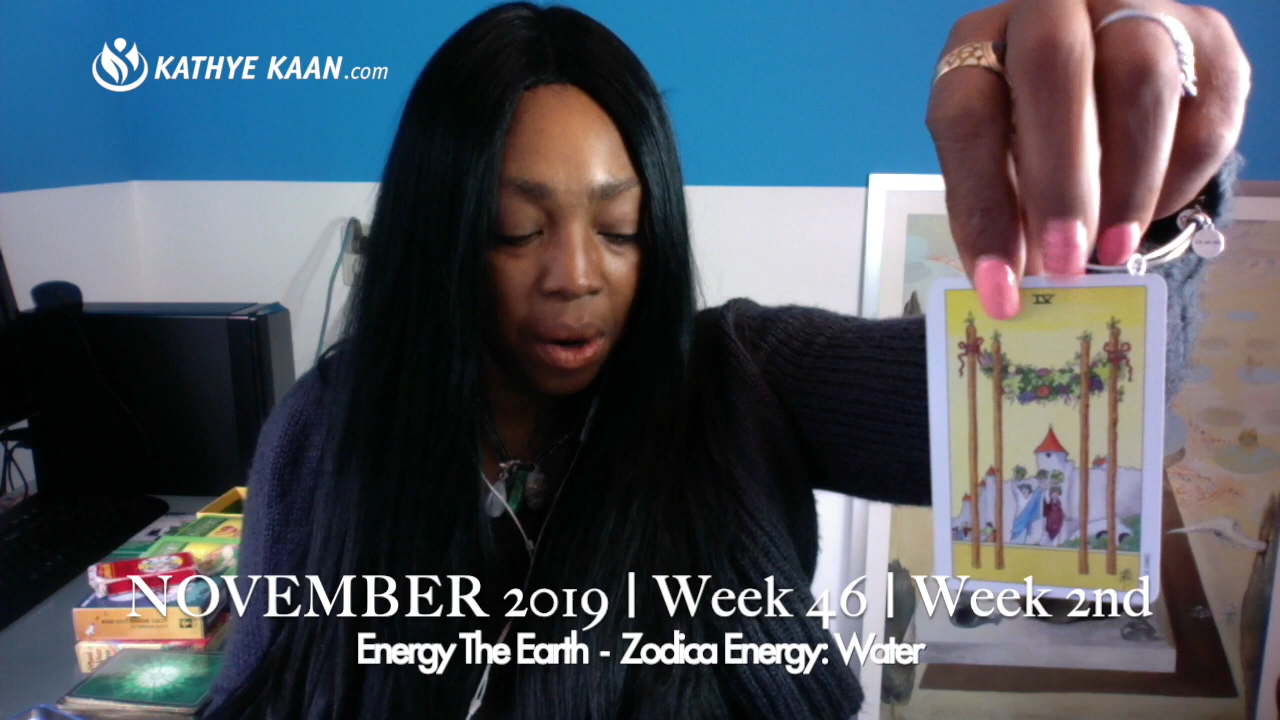 KATHYE KAAN.com
IV
NOVEMBER 2019 | Week 46 | Week 2nd
Energy The Earth - Zodica Energy: Water